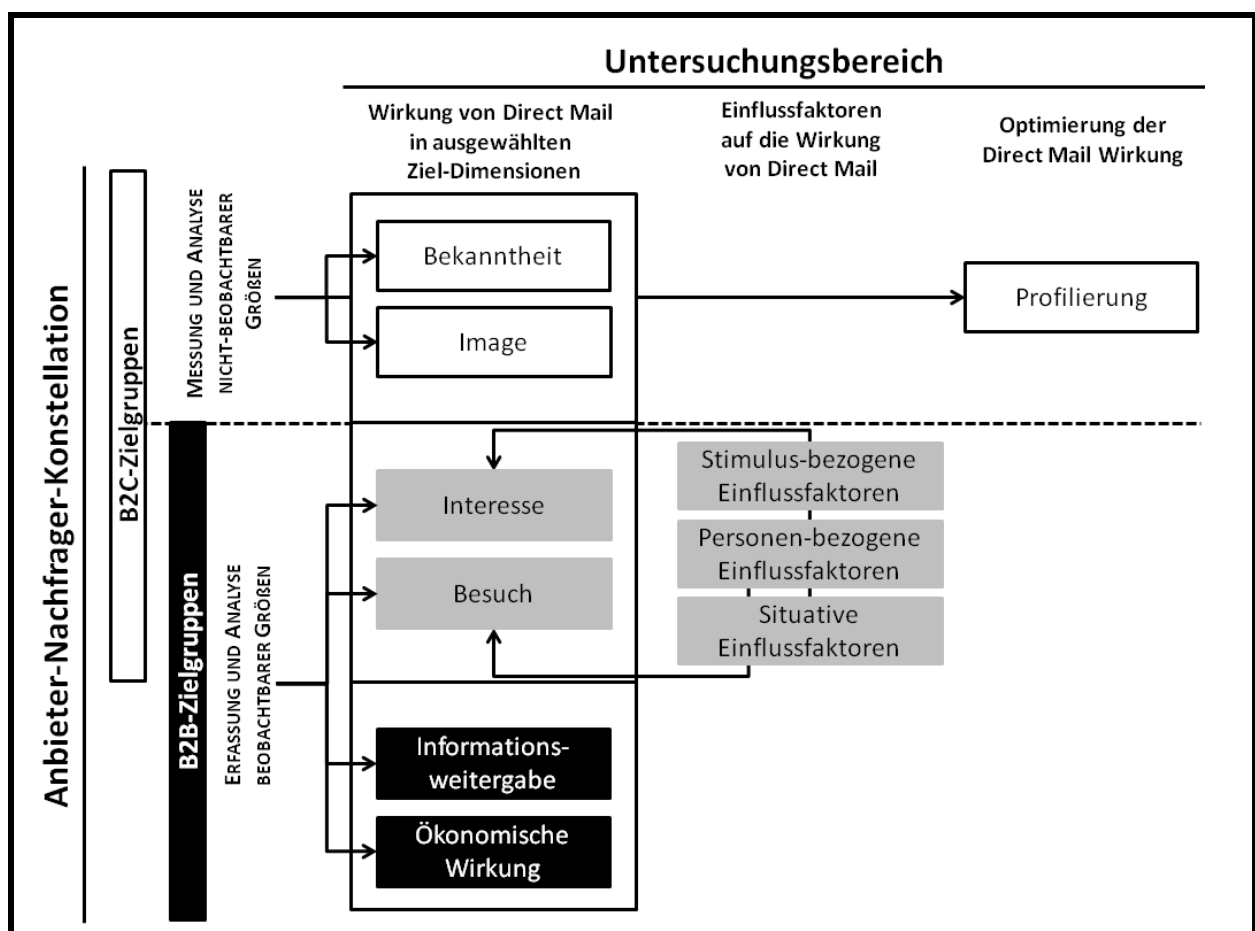 Untersuchungsbereich
Wirkung von Direct Mail
in ausgewählten
Ziel-Dimensionen
Einflussfaktoren
auf die Wirkung
von Direct Mail
Optimierung der
Direct Mail Wirkung
Anbieter-Nachfrager-Konstellation
B2C-Zielgruppen
MESSUNG UND ANALYSE
NICHT-BEOBACHTBARER
GRÖßEN
Bekanntheit
Image
Profilierung
B2B-Zielgruppen
ERFASSUNG UND ANALYSE
BEOBACHTBARER GRÖßEN
Interesse
Besuch
Stimulus-bezogene
Einflussfaktoren
Personen-bezogene
Einflussfaktoren
Situative
Einflussfaktoren
Informations-
weitergabe
Ökonomische
Wirkung